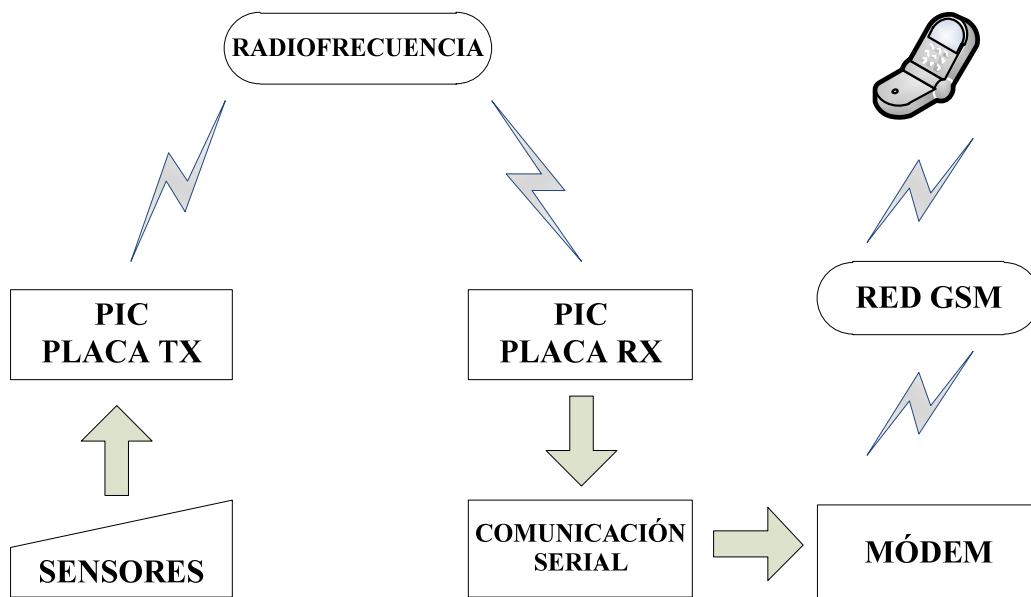 RADIOFRECUENCIA
PIC
PLACA TX
PIC
PLACA RX
RED GSM
SENSORES
COMUNICACIÓN
SERIAL
MÓDEM